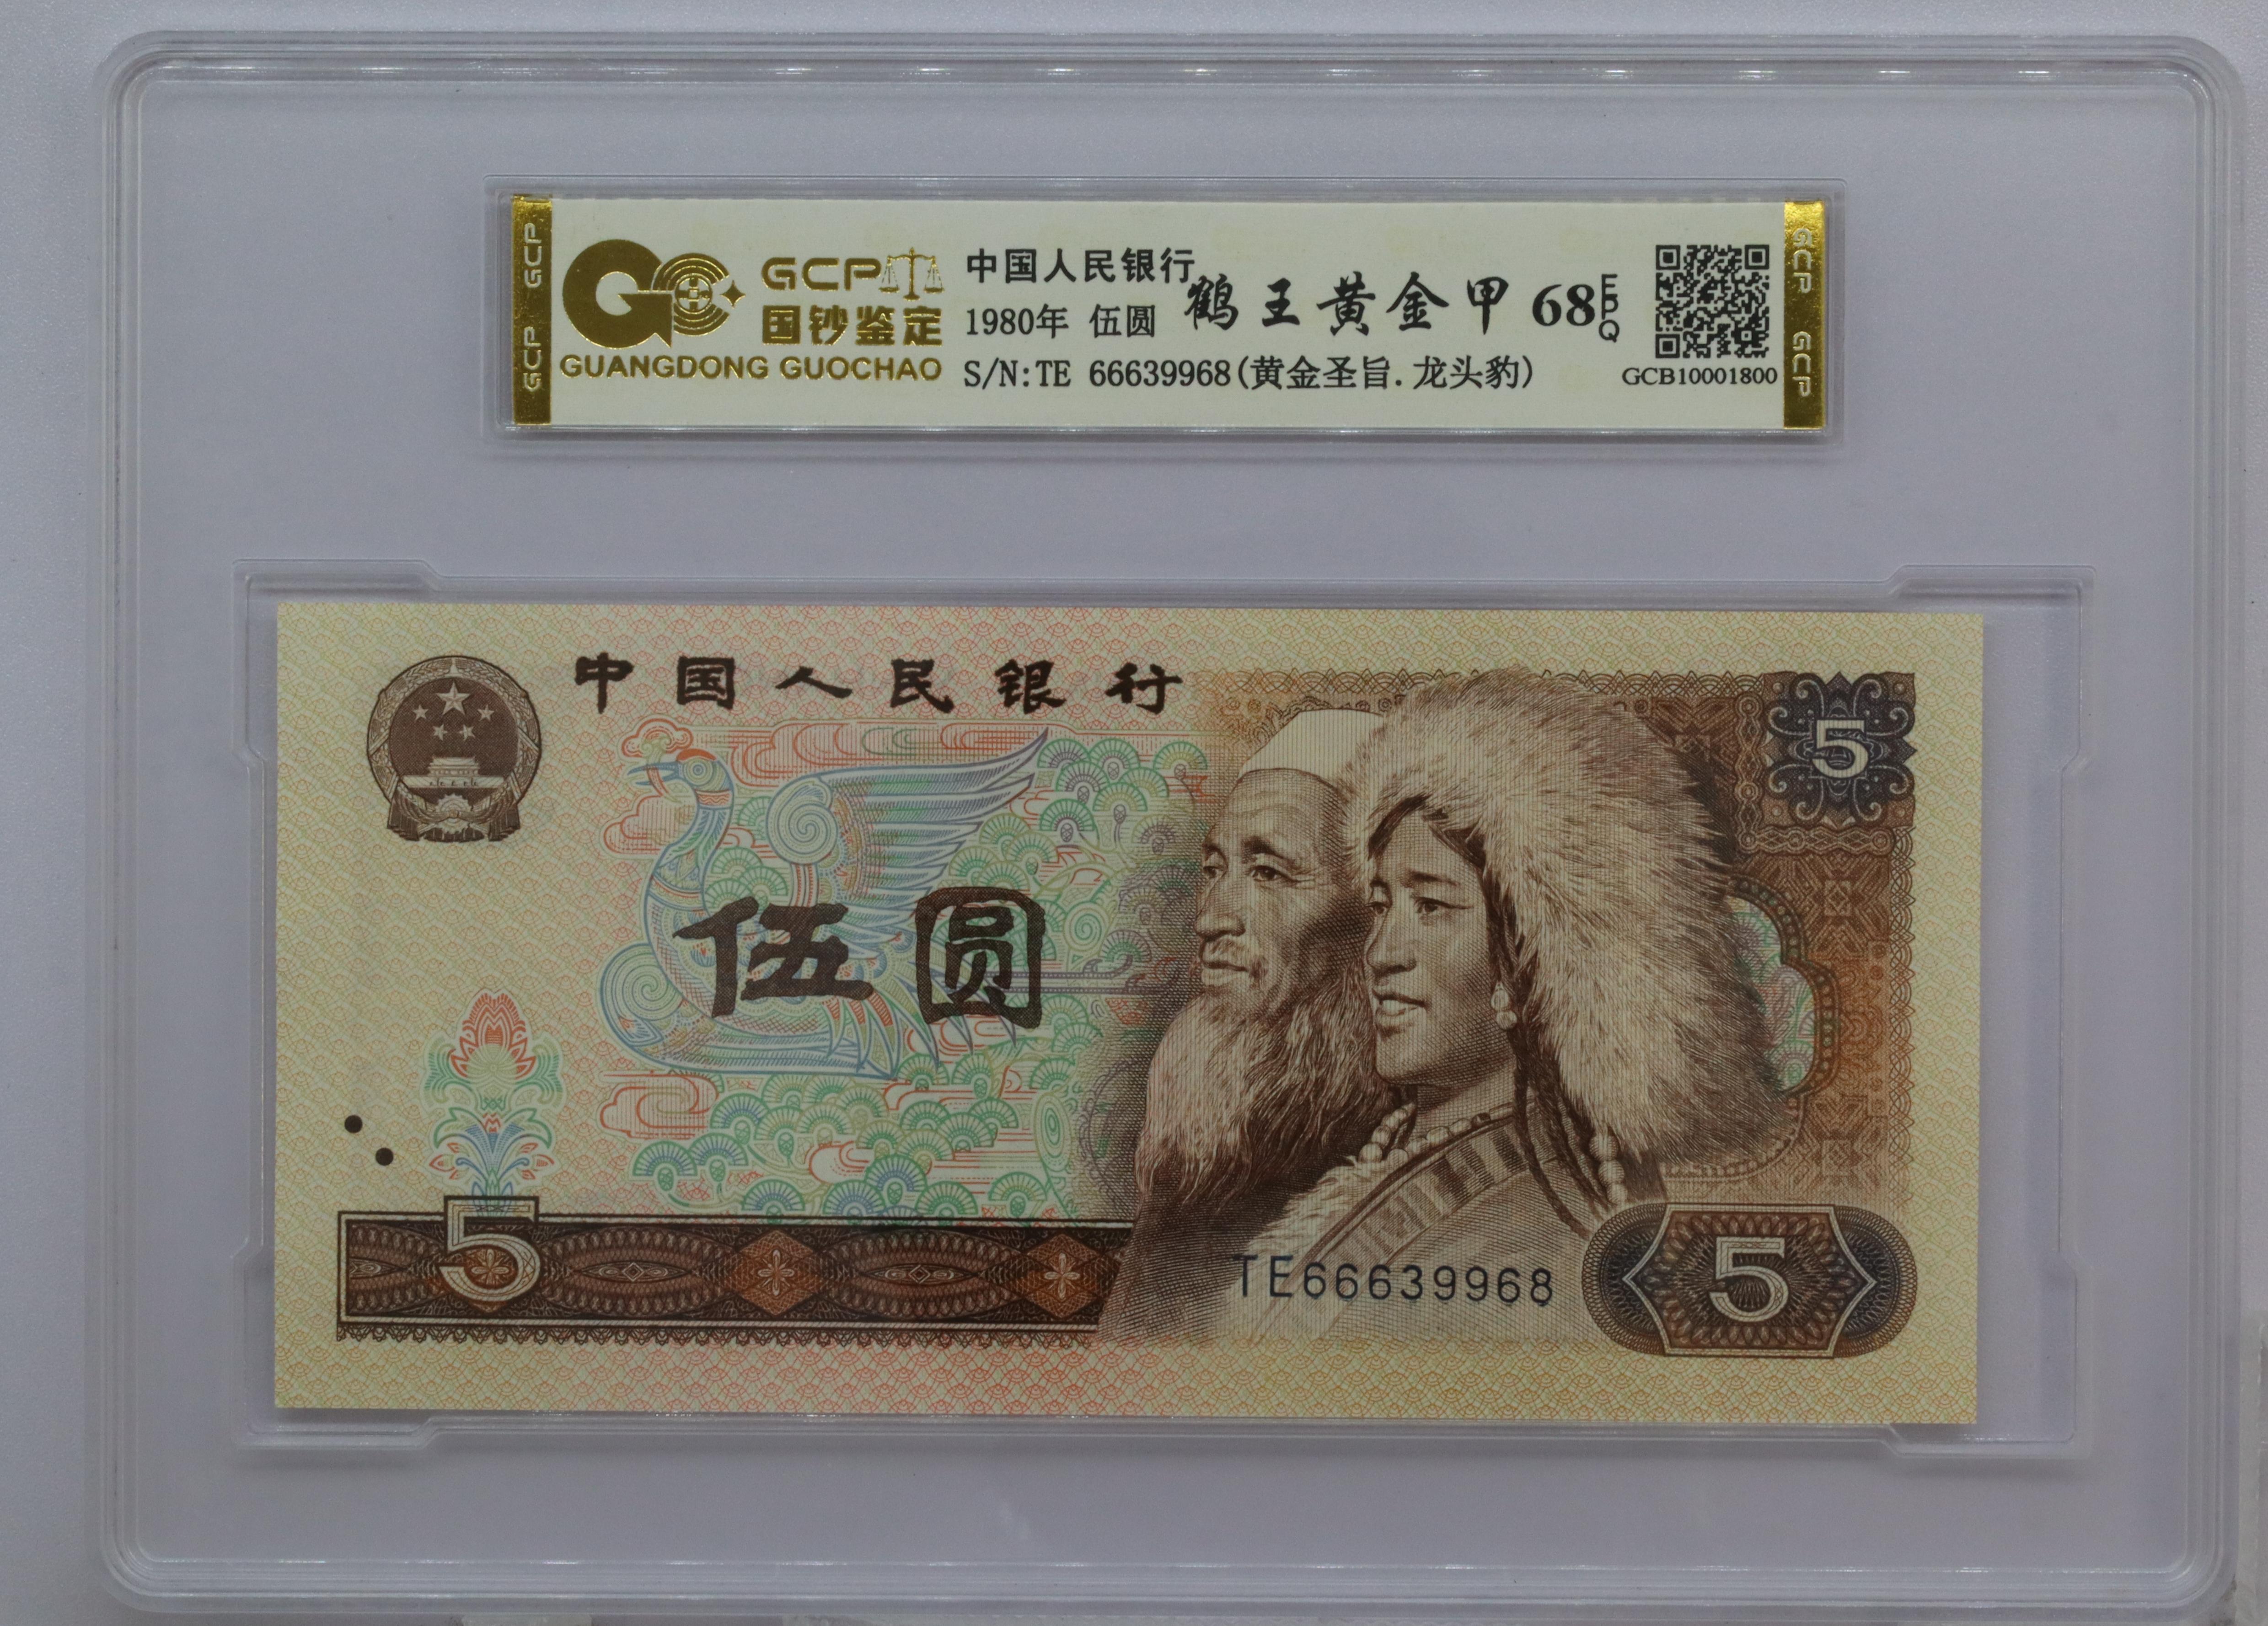 GCP GCP
GCP
国钞鉴定
GUANGDONG GUOCHAO
中国人民银行
1980年 伍圆
鹤王黄金甲 68 EPQ
S/N:TE 66639968(黄金圣旨.龙头豹)
GCB10001800
GCP GCP
中国人民银行
5
伍圆
5
TE66639968
5